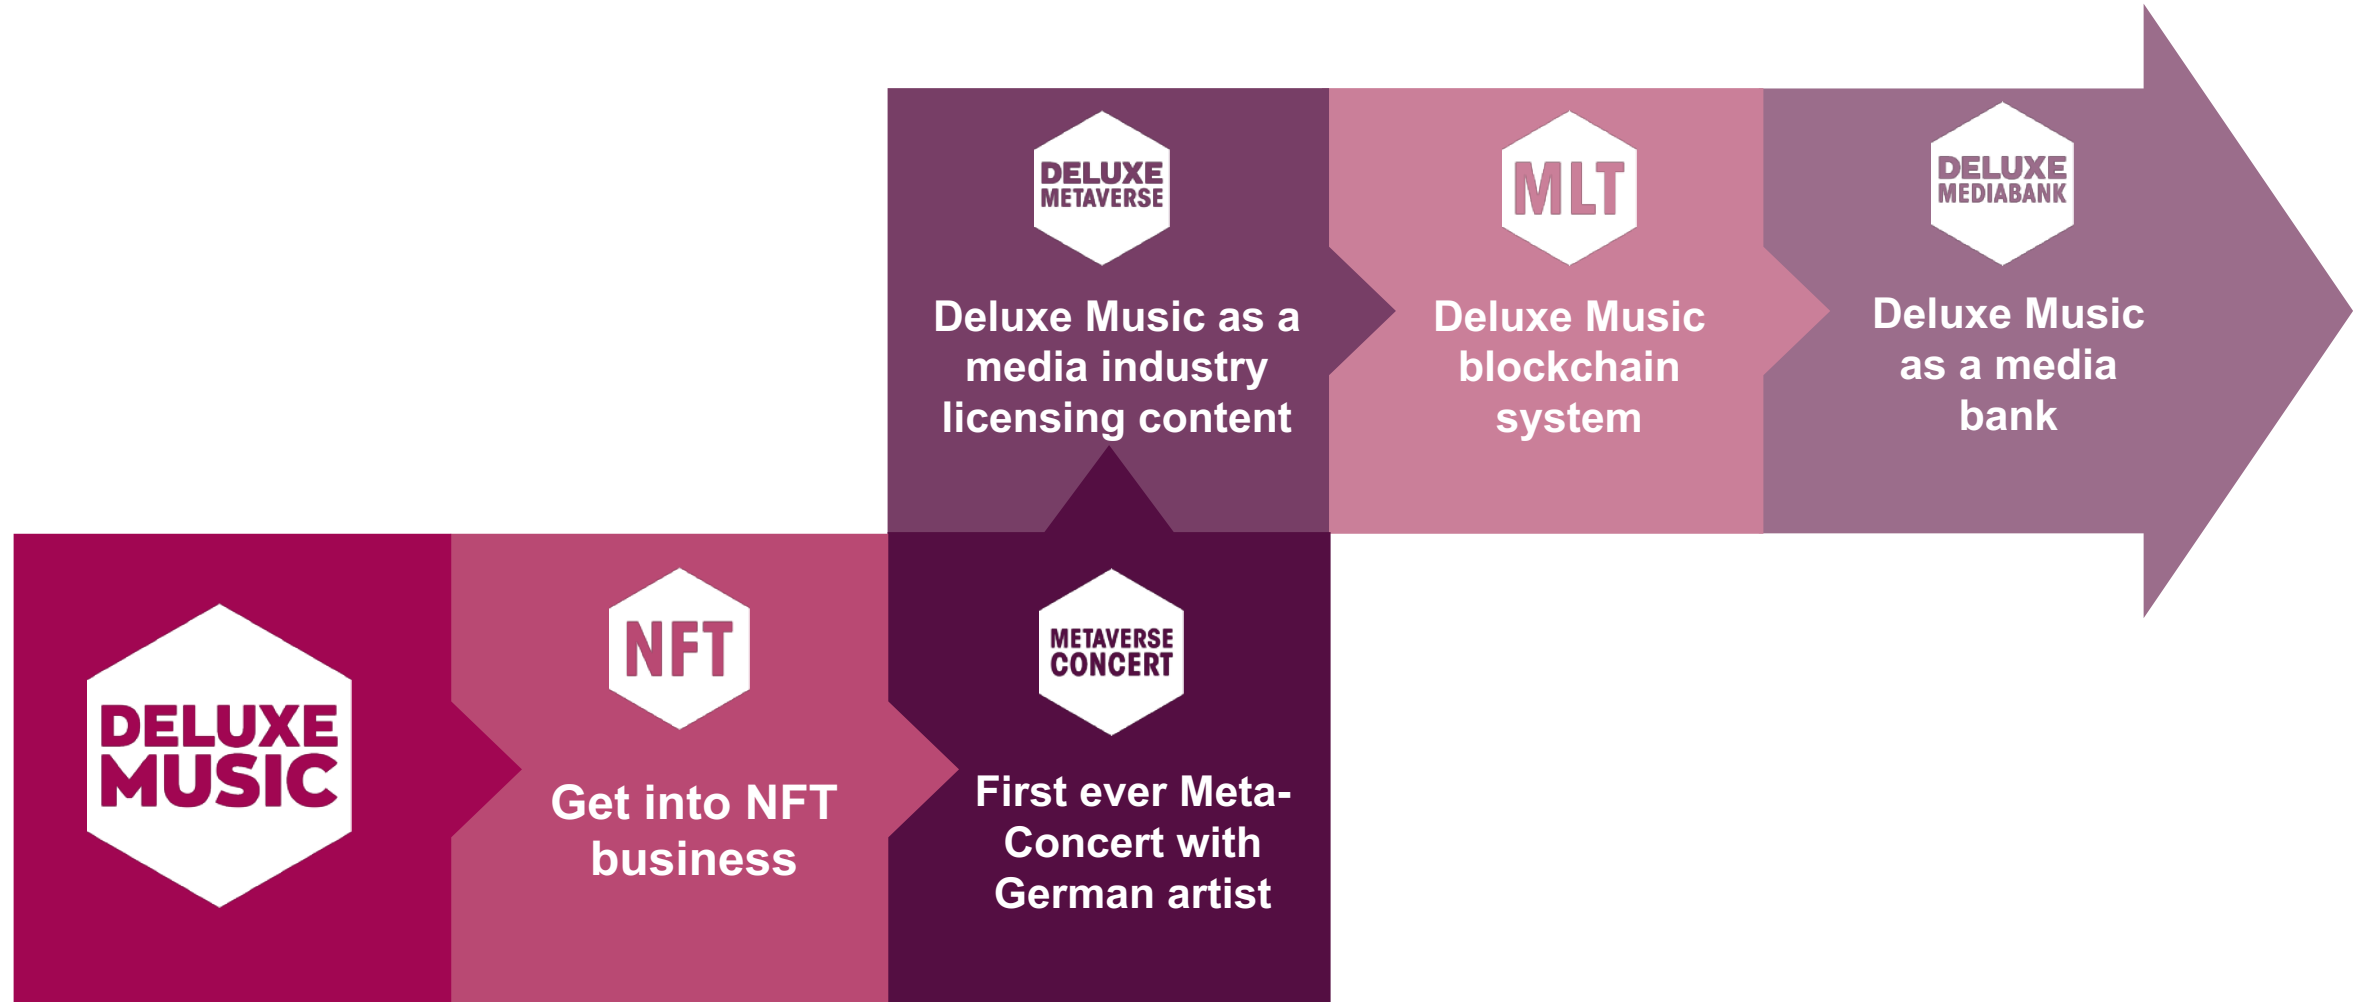 DELUXE
MUSIC
NFT
Get into NFT
business
METAVERSE
CONCERT
First ever Meta-
Concert with
German artist
DELUXE
METAVERSE
Deluxe Music as a
media industry
licensing content
MLT
Deluxe Music
blockchain
system
DELUXE
MEDIABANK
Deluxe Music
as a media
bank